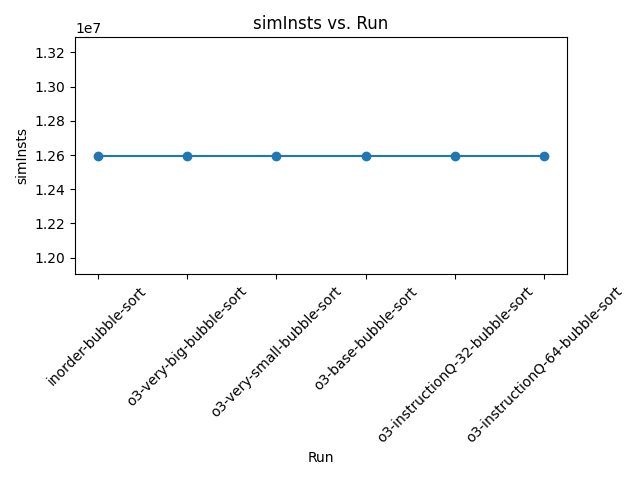 simInsts vs. Run
1e7
1.32
1.30
1.28
1.26
1.24
1.22
1.20
simInsts
inorder-bubble-sort
o3-very-big-bubble-sort
o3-very-small-bubble-sort
o3-base-bubble-sort
o3-instructionQ-32-bubble-sort
o3-instructionQ-64-bubble-sort
Run